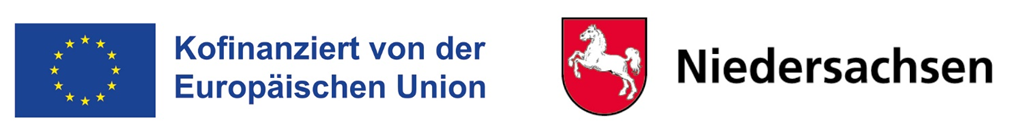 Kofinanziert von der
Europäischen Union
Niedersachsen